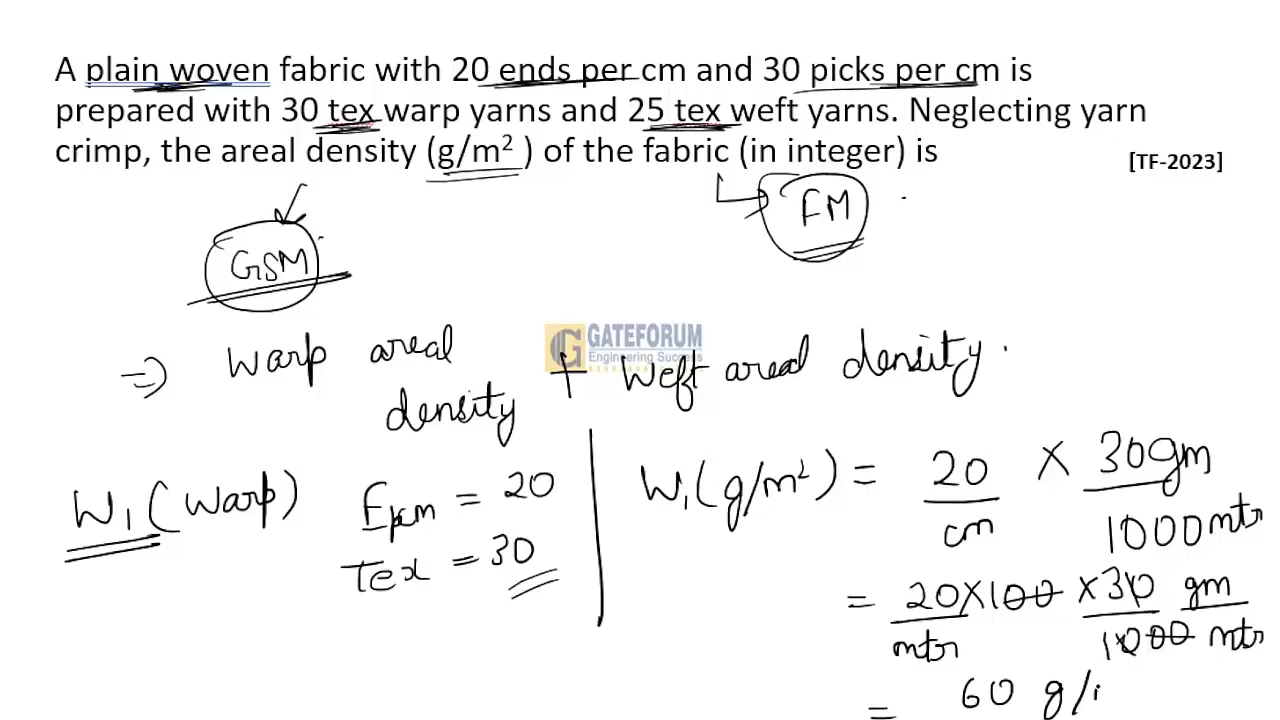 A plain woven fabric with 20 ends per cm and 30 picks per cm is
prepared with 30 tex warp yarns and 25 tex weft yarns. Neglecting yarn
crimp, the areal density (g/m²) of the fabric (in integer) is
[TF-2023]
FM
GSM
GATEFORUM
Engineering Success
⇒ Warp areal density + Weft areal density.
W₁(Warp) Epcm = 20
Tex = 30
W₁(g/m²) = 20/cm × 30gm/1000mtr
= 20×100/mtr × 30/1000 gm/mtr
= 60 g/